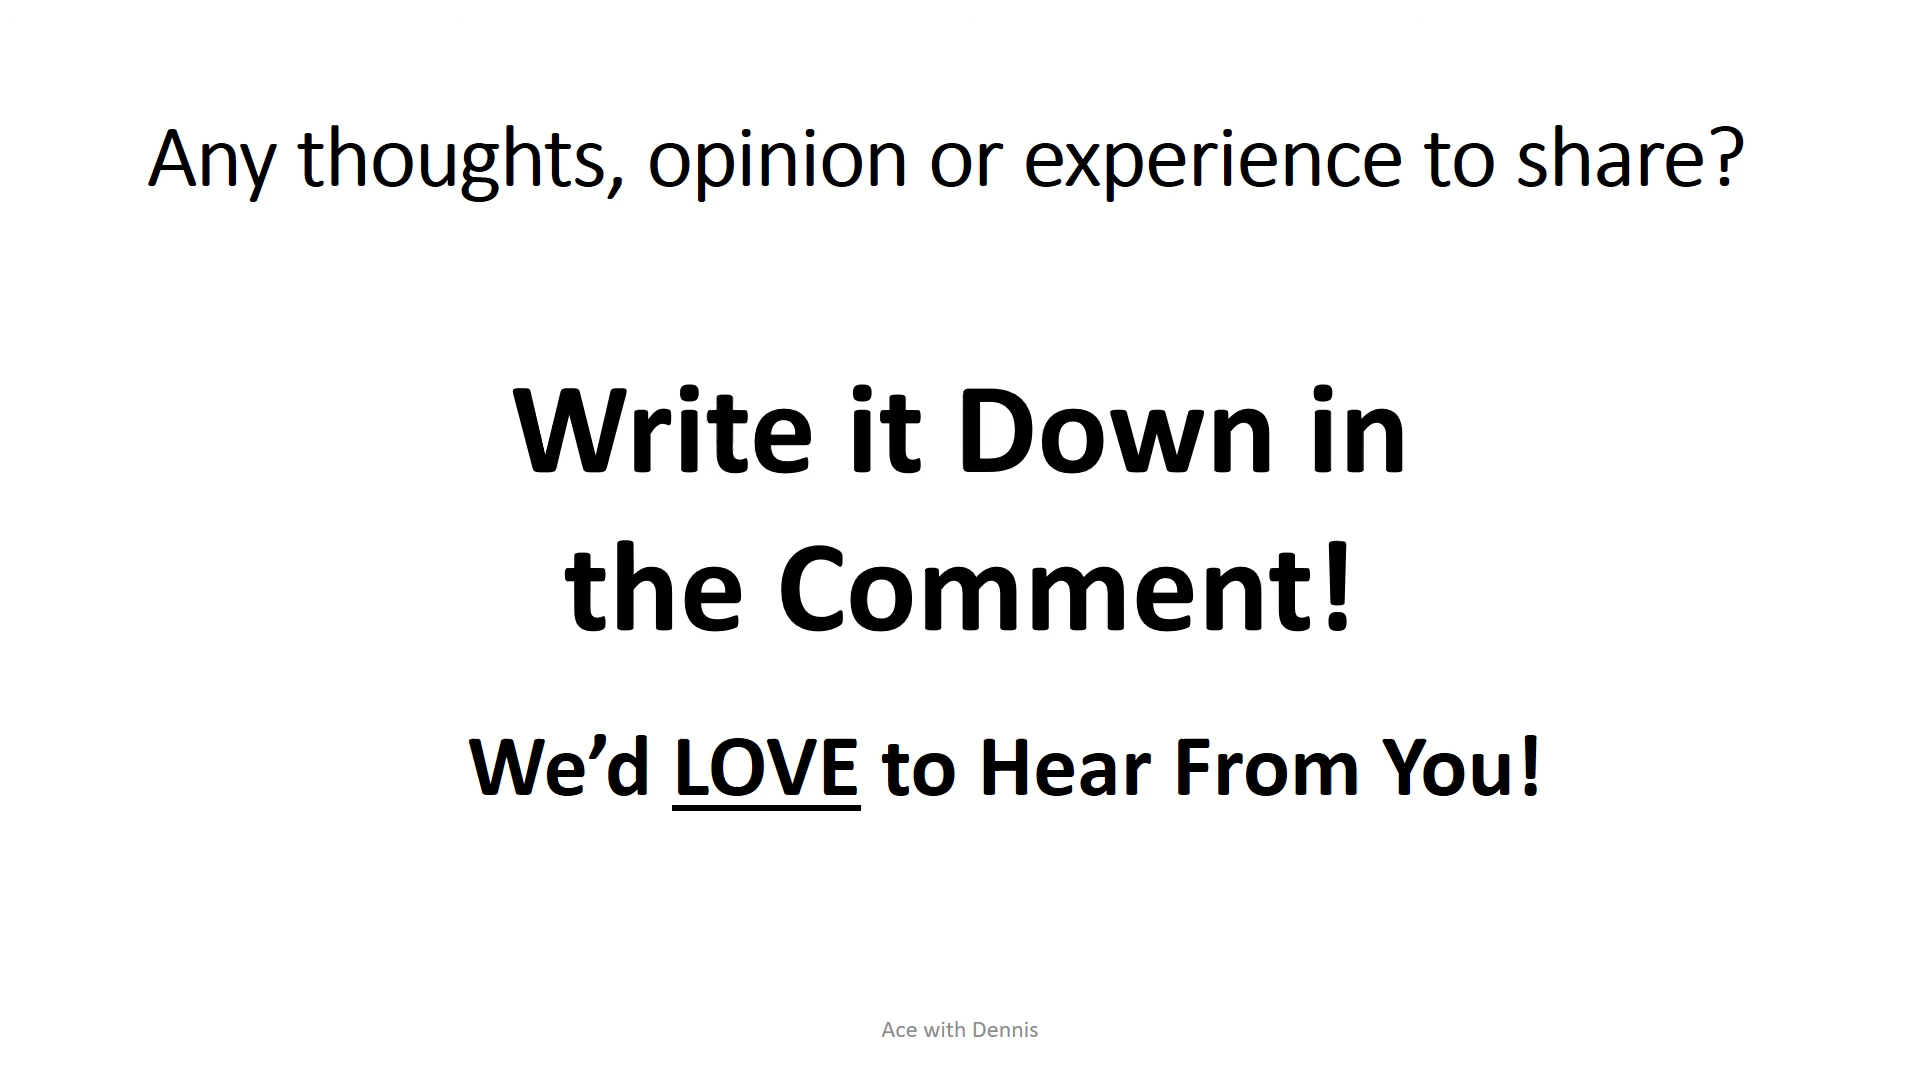 Any thoughts, opinion or experience to share?
Write it Down in
the Comment!
We’d LOVE to Hear From You!
Ace with Dennis